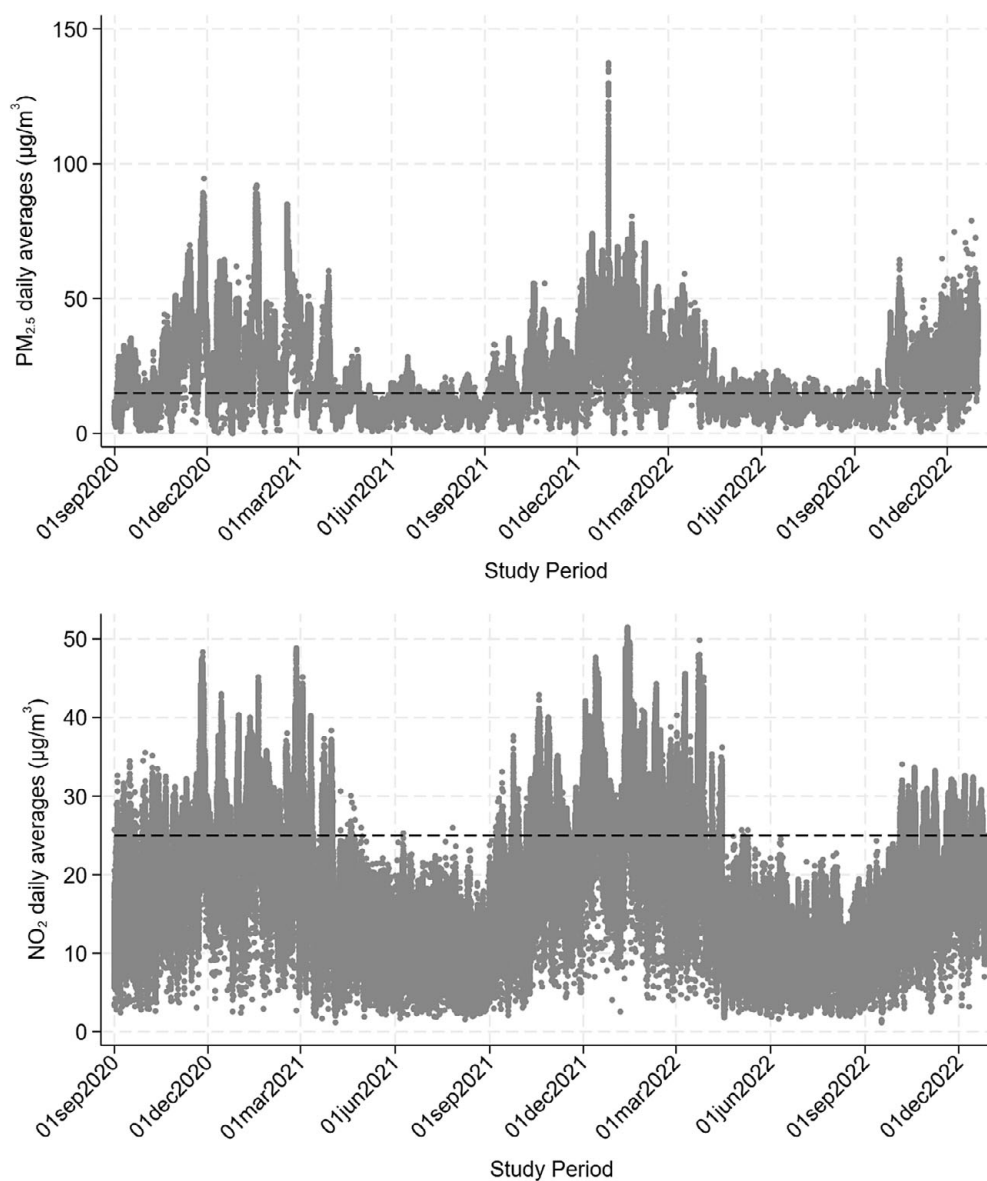 PM₂.₅ daily averages (µg/m³)
150
100
50
0
01sep2020
01dec2020
01mar2021
01jun2021
01sep2021
01dec2021
01mar2022
01jun2022
01sep2022
01dec2022
Study Period
NO₂ daily averages (µg/m³)
50
40
30
20
10
0
01sep2020
01dec2020
01mar2021
01jun2021
01sep2021
01dec2021
01mar2022
01jun2022
01sep2022
01dec2022
Study Period